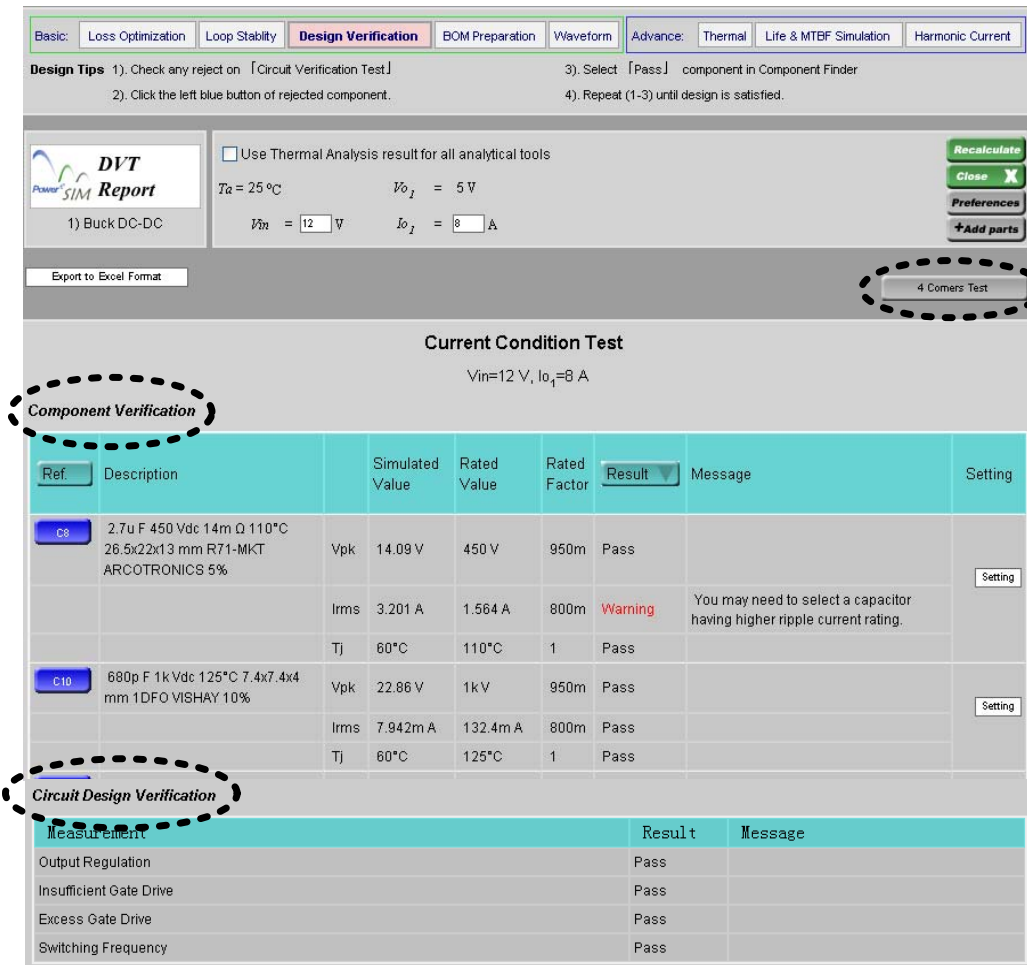 Basic: Loss Optimization Loop Stablity Design Verification BOM Preparation Waveform Advance: Thermal Life & MTBF Simulation Harmonic Current
Design Tips 1). Check any reject on「Circuit Verification Test」 3). Select「Pass」 component in Component Finder
2). Click the left blue button of rejected component. 4). Repeat (1-3) until design is satisfied.
PowerESIM
DVT
Report
1) Buck DC-DC
Use Thermal Analysis result for all analytical tools
Ta = 25 ºC Vo1 = 5 V
Vin = 12 V Io1 = 8 A
Recalculate
Close X
Preferences
+Add parts
Export to Excel Format
4 Corners Test
Current Condition Test
Vin=12 V, Io1=8 A
Component Verification
Ref. Description Simulated Value Rated Value Rated Factor Result Message Setting
C8 2.7u F 450 Vdc 14m Ω 110°C
26.5x22x13 mm R71-MKT
ARCOTRONICS 5%
Vpk 14.09 V 450 V 950m Pass
Setting
Irms 3.201 A 1.564 A 800m Warning You may need to select a capacitor
having higher ripple current rating.
Tj 60°C 110°C 1 Pass
C10 680p F 1k Vdc 125°C 7.4x7.4x4
mm 1DFO VISHAY 10%
Vpk 22.86 V 1k V 950m Pass
Setting
Irms 7.942m A 132.4m A 800m Pass
Tj 60°C 125°C 1 Pass
Circuit Design Verification
Measurement Result Message
Output Regulation Pass
Insufficient Gate Drive Pass
Excess Gate Drive Pass
Switching Frequency Pass